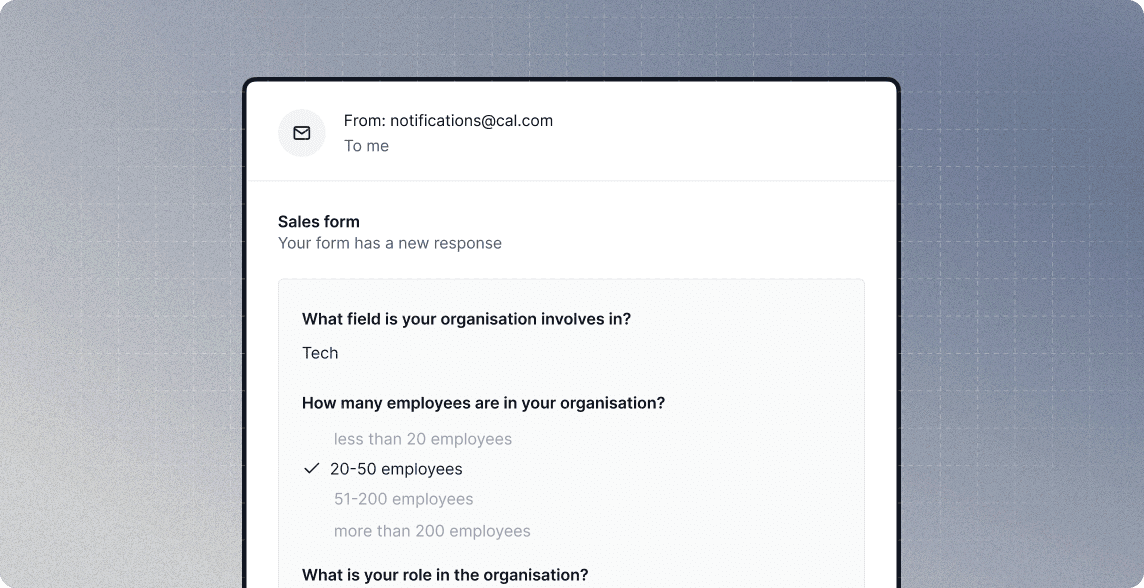 From: notifications@cal.com
To me
Sales form
Your form has a new response
What field is your organisation involves in?
Tech
How many employees are in your organisation?
less than 20 employees
20-50 employees
51-200 employees
more than 200 employees
What is your role in the organisation?